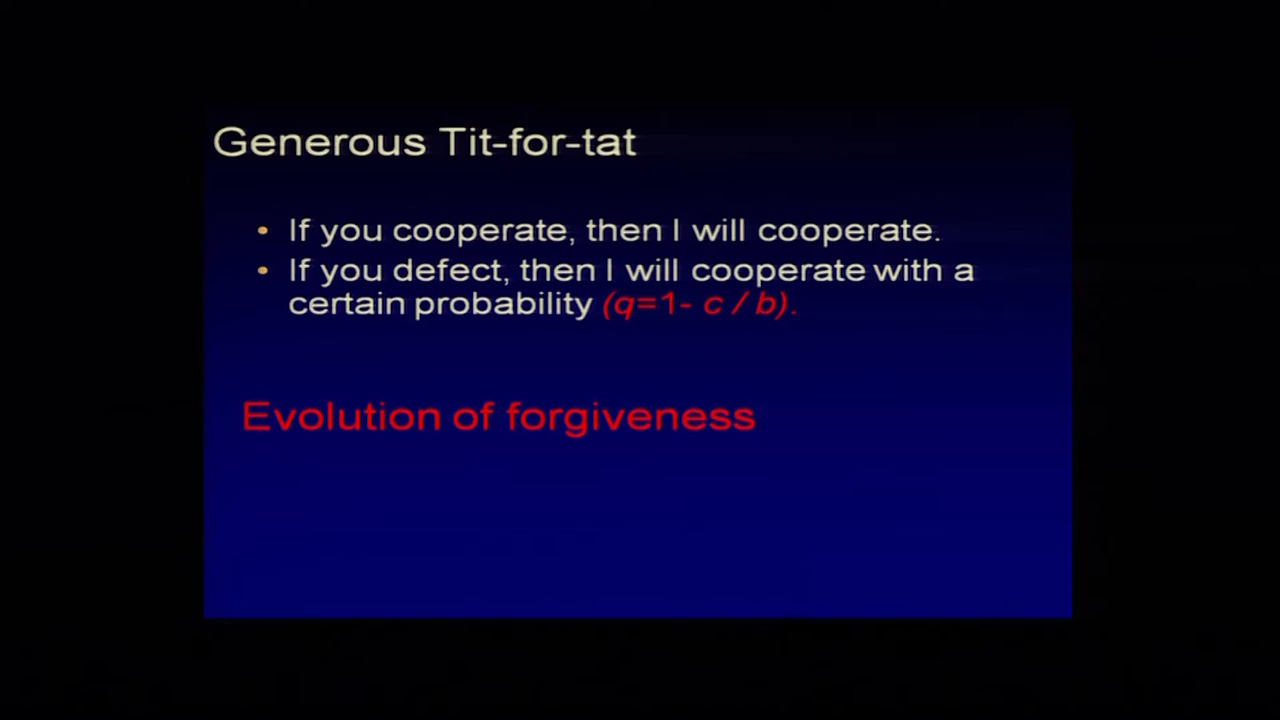 Generous Tit-for-tat
• If you cooperate, then I will cooperate.
• If you defect, then I will cooperate with a
certain probability (q=1- c / b).
Evolution of forgiveness